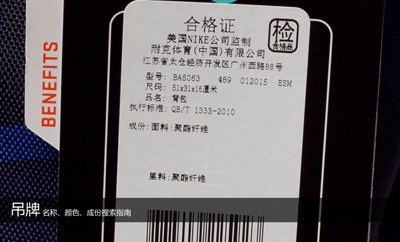 BENEFITS
合格证
美国NIKE公司监制
耐克体育(中国)有限公司
江苏省太仓经济开发区广州西路88号
检
合格品
型号: BA5063 489 012015 ESM
尺码: 51x31x16厘米
品名: 背包
执行标准: QB/T 1333-2010
成份: 面料: 聚酯纤维
里料: 聚酯纤维
吊牌 名称、颜色、成份搜索指南